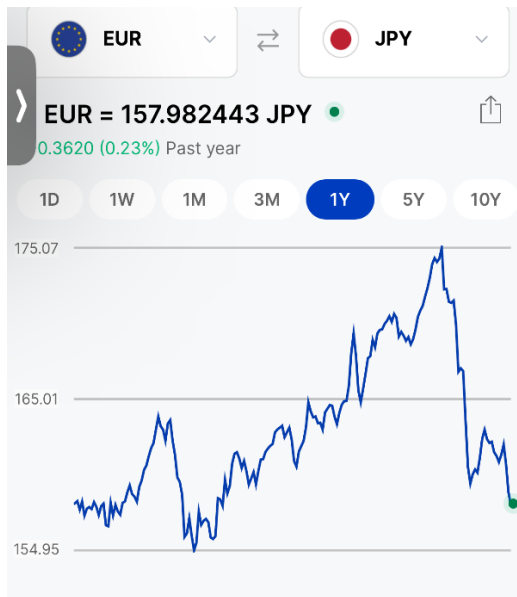 EUR
JPY
EUR = 157.982443 JPY
0.3620 (0.23%) Past year
1D 1W 1M 3M 1Y 5Y 10Y
175.07
165.01
154.95